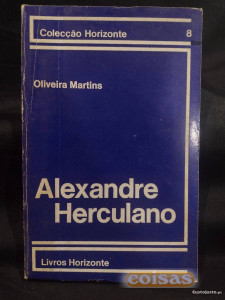 Colecção Horizonte 8
Oliveira Martins
Alexandre
Herculano
Livros Horizonte
coisas